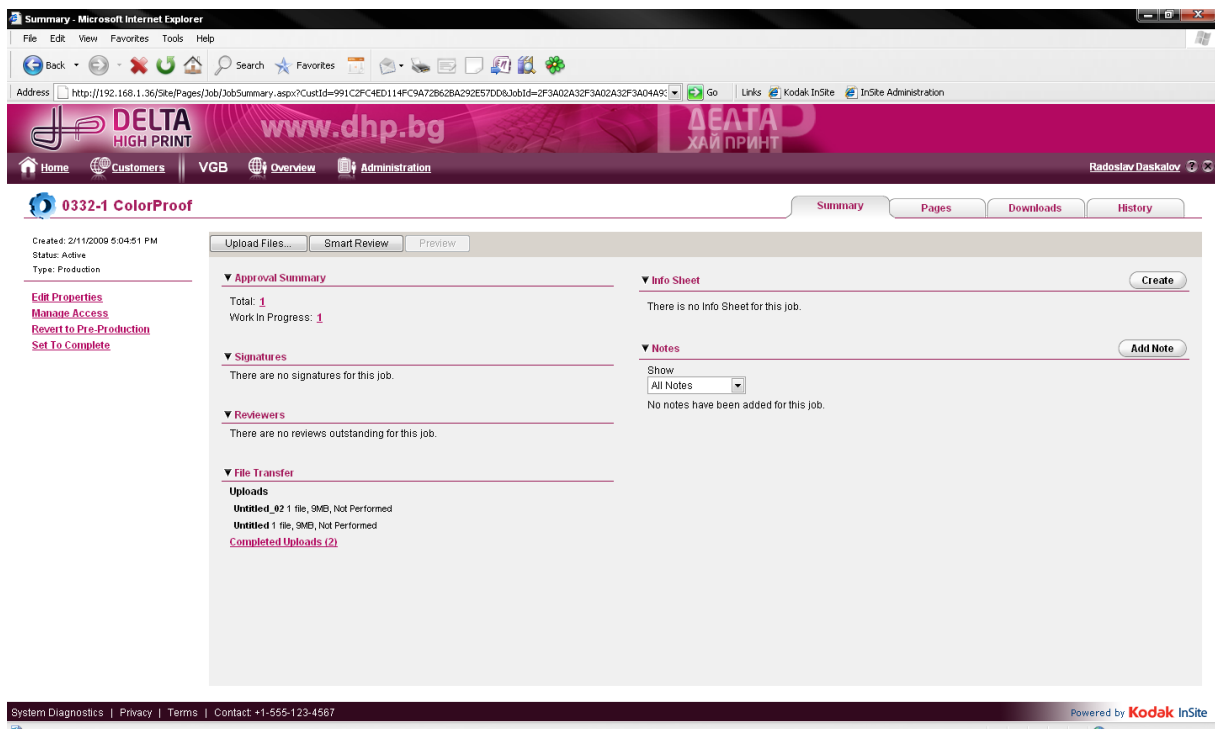 Summary - Microsoft Internet Explorer
File Edit View Favorites Tools Help
Back Search Favorites
Address http://192.168.1.36/Site/Pages/Job/JobSummary.aspx?CustId=991C2FC4ED114FC9A72B62BA292E57DD&JobId=2F3A02A32F3A02A32F3A04A9 Go Links Kodak InSite InSite Administration
DELTA
HIGH PRINT
www.dhp.bg
ДЕЛТА
ХАЙ ПРИНТ
Home Customers VGB Overview Administration Radoslav Daskalov
0332-1 ColorProof
Summary Pages Downloads History
Created: 2/11/2009 5:04:51 PM
Status: Active
Type: Production
Edit Properties
Manage Access
Revert to Pre-Production
Set To Complete
Upload Files... Smart Review Preview
Approval Summary
Total: 1
Work In Progress: 1
Signatures
There are no signatures for this job.
Reviewers
There are no reviews outstanding for this job.
File Transfer
Uploads
Untitled_02 1 file, 9MB, Not Performed
Untitled 1 file, 9MB, Not Performed
Completed Uploads (2)
Info Sheet Create
There is no Info Sheet for this job.
Notes Add Note
Show
All Notes
No notes have been added for this job.
System Diagnostics | Privacy | Terms | Contact: +1-555-123-4567 Powered by Kodak InSite